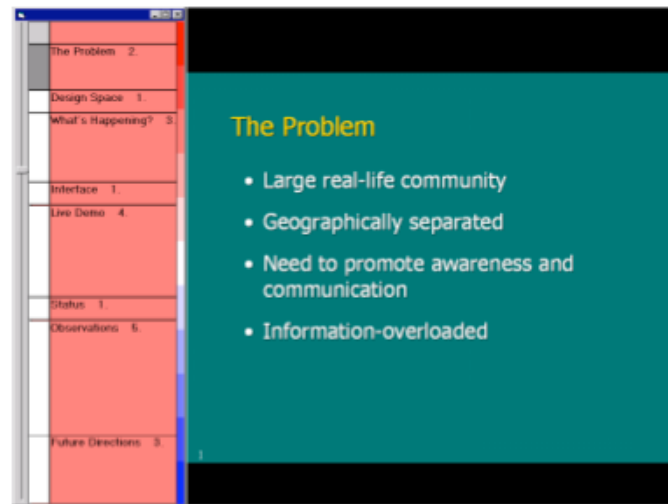 The Problem 2.
Design Space 1.
What's Happening? 3.
Interface 1.
Live Demo 4.
Status 1.
Observations 5.
Future Directions 3.
The Problem
• Large real-life community
• Geographically separated
• Need to promote awareness and
communication
• Information-overloaded
1